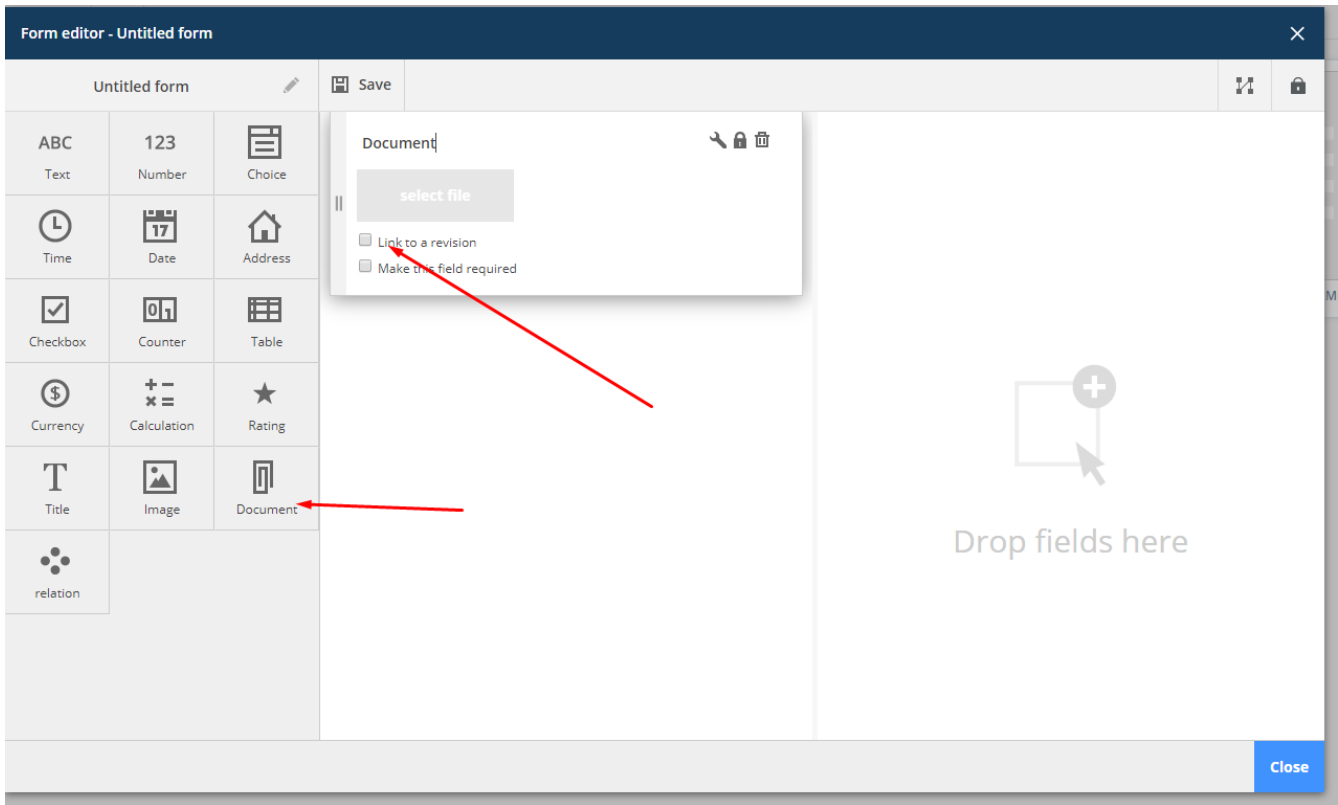 Form editor - Untitled form
Untitled form
Save
ABC
Text
123
Number
Choice
Time
17
Date
Address
Checkbox
01
Counter
Table
$
Currency
Calculation
Rating
T
Title
Image
Document
relation
Document
select file
Link to a revision
Make this field required
Drop fields here
M
Close